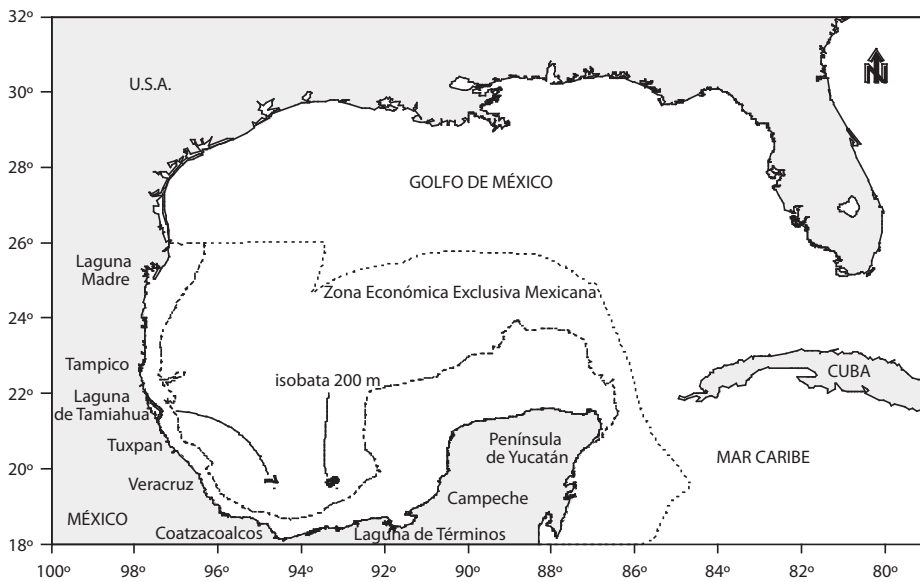 32º
U.S.A.
N
30º
28º
GOLFO DE MÉXICO
26º
Laguna
Madre
Zona Económica Exclusiva Mexicana
24º
Tampico
isobata 200 m
CUBA
22º
Laguna
de Tamiahua
Tuxpan
Península
de Yucatán
MAR CARIBE
20º
Veracruz
Campeche
MÉXICO
Coatzacoalcos
Laguna de Términos
18º
100º 98º 96º 94º 92º 90º 86º 84º 82º 80º